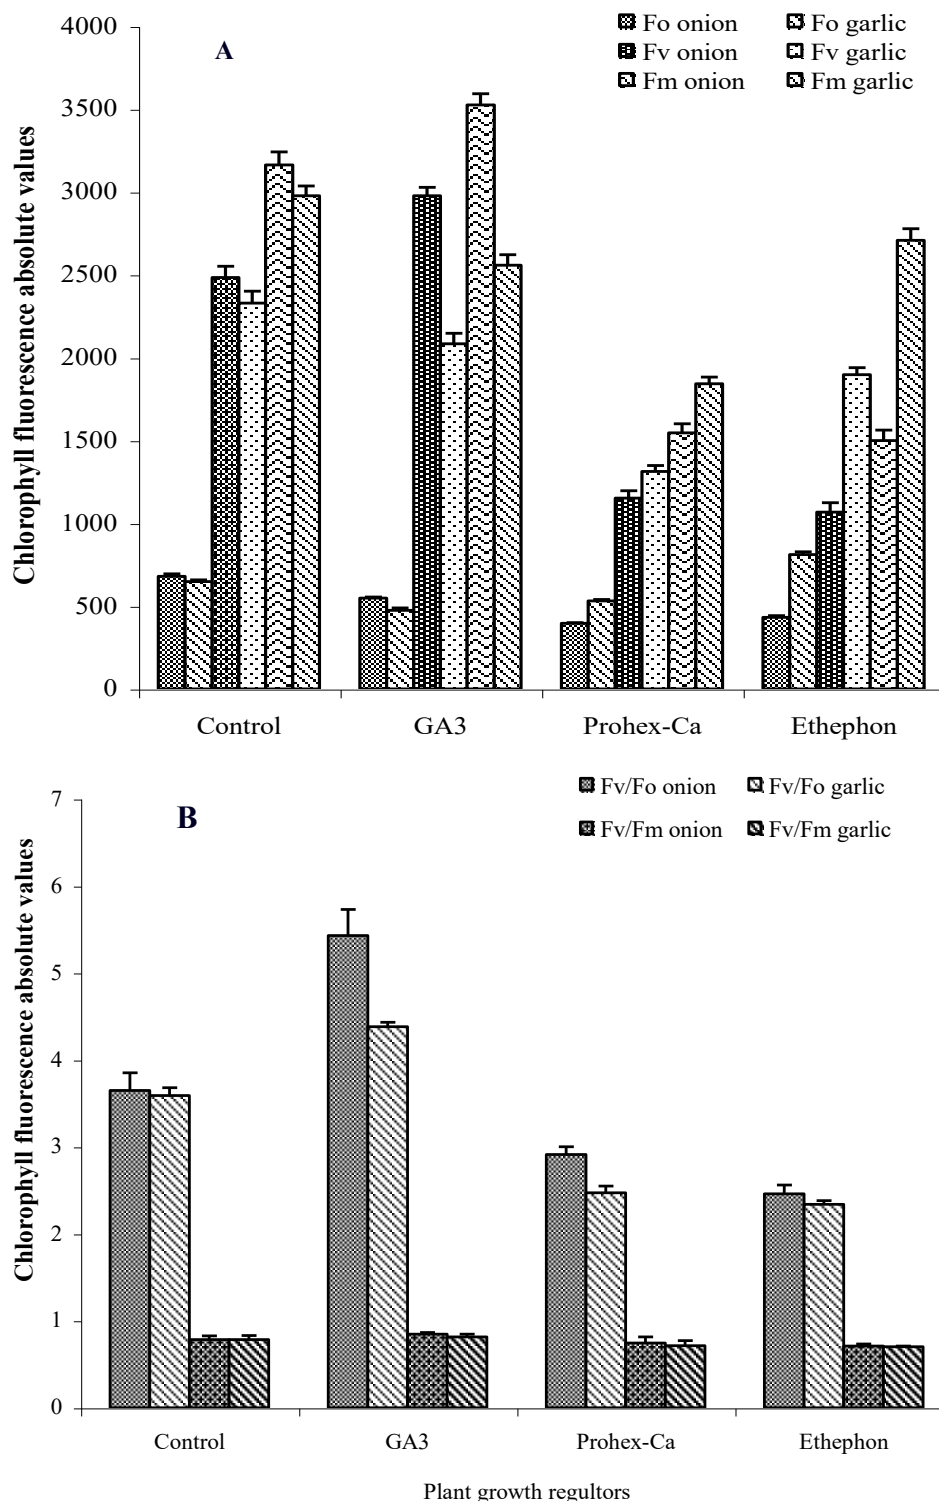 A
Fo onion
Fo garlic
Fv onion
Fv garlic
Fm onion
Fm garlic
Chlorophyll fluorescence absolute values
4000
3500
3000
2500
2000
1500
1000
500
0
Control
GA3
Prohex-Ca
Ethephon
B
Fv/Fo onion
Fv/Fo garlic
Fv/Fm onion
Fv/Fm garlic
Chlorophyll fluorescence absolute values
7
6
5
4
3
2
1
0
Control
GA3
Prohex-Ca
Ethephon
Plant growth regultors